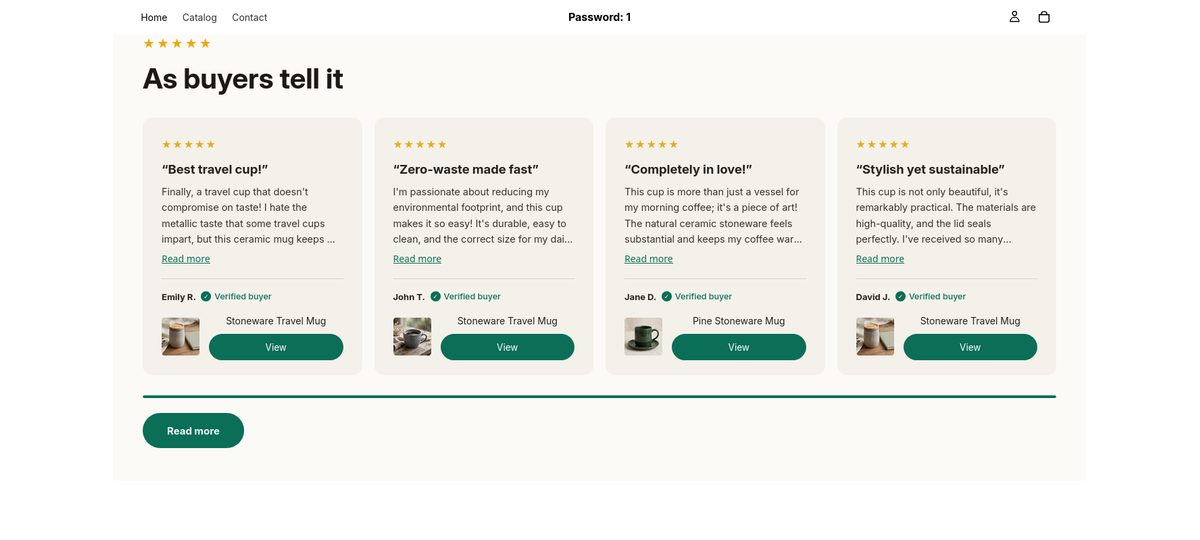 Home Catalog Contact Password: 1
As buyers tell it
“Best travel cup!”
Finally, a travel cup that doesn't
compromise on taste! I hate the
metallic taste that some travel cups
impart, but this ceramic mug keeps ...
Read more
Emily R. Verified buyer
Stoneware Travel Mug
View
“Zero-waste made fast”
I'm passionate about reducing my
environmental footprint, and this cup
makes it so easy! It's durable, easy to
clean, and the correct size for my dai...
Read more
John T. Verified buyer
Stoneware Travel Mug
View
“Completely in love!”
This cup is more than just a vessel for
my morning coffee; it's a piece of art!
The natural ceramic stoneware feels
substantial and keeps my coffee war...
Read more
Jane D. Verified buyer
Pine Stoneware Mug
View
“Stylish yet sustainable”
This cup is not only beautiful, it's
remarkably practical. The materials are
high-quality, and the lid seals
perfectly. I've received so many...
Read more
David J. Verified buyer
Stoneware Travel Mug
View
Read more